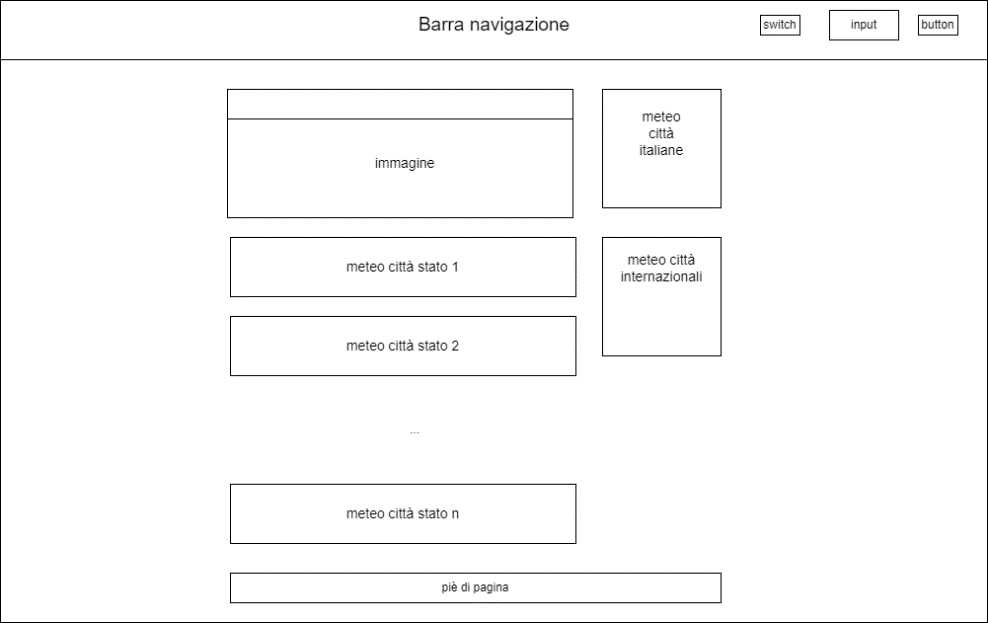 Barra navigazione
switch
input
button
immagine
meteo
città
italiane
meteo città stato 1
meteo città
internazionali
meteo città stato 2
...
meteo città stato n
piè di pagina